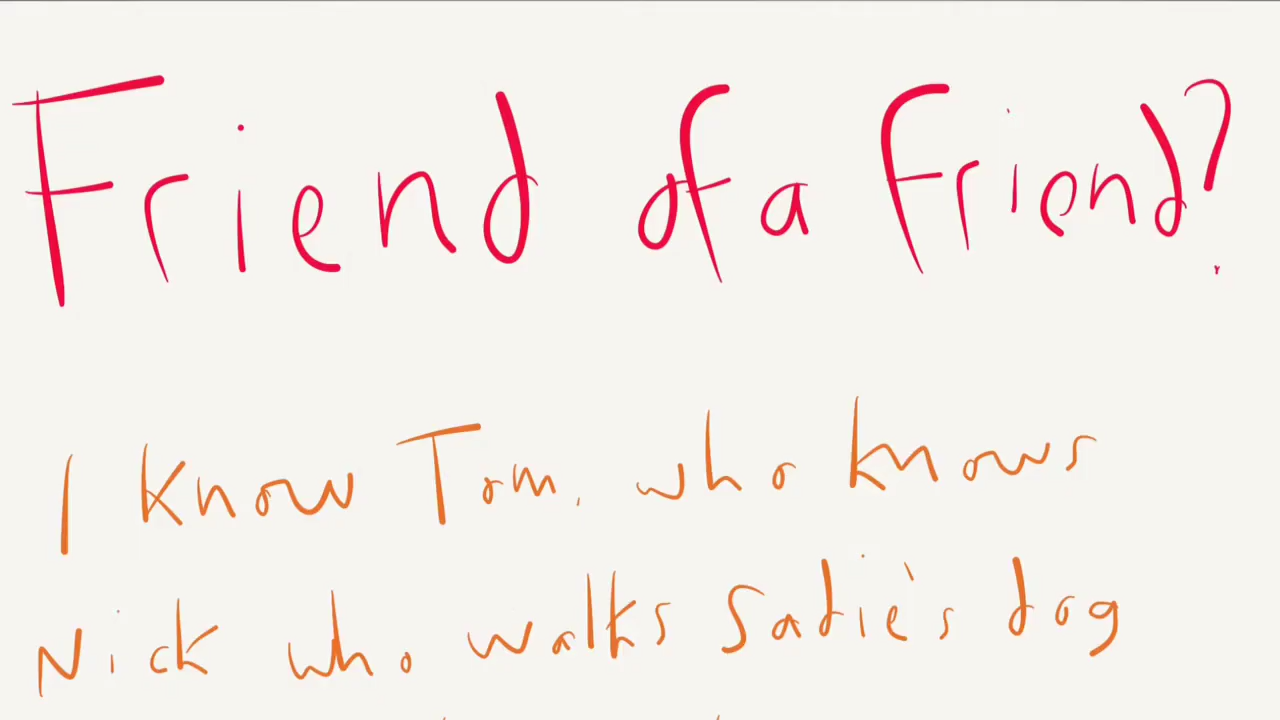 Friend of a friend?
I know Tom, who knows
Nick who walks Sadie's dog